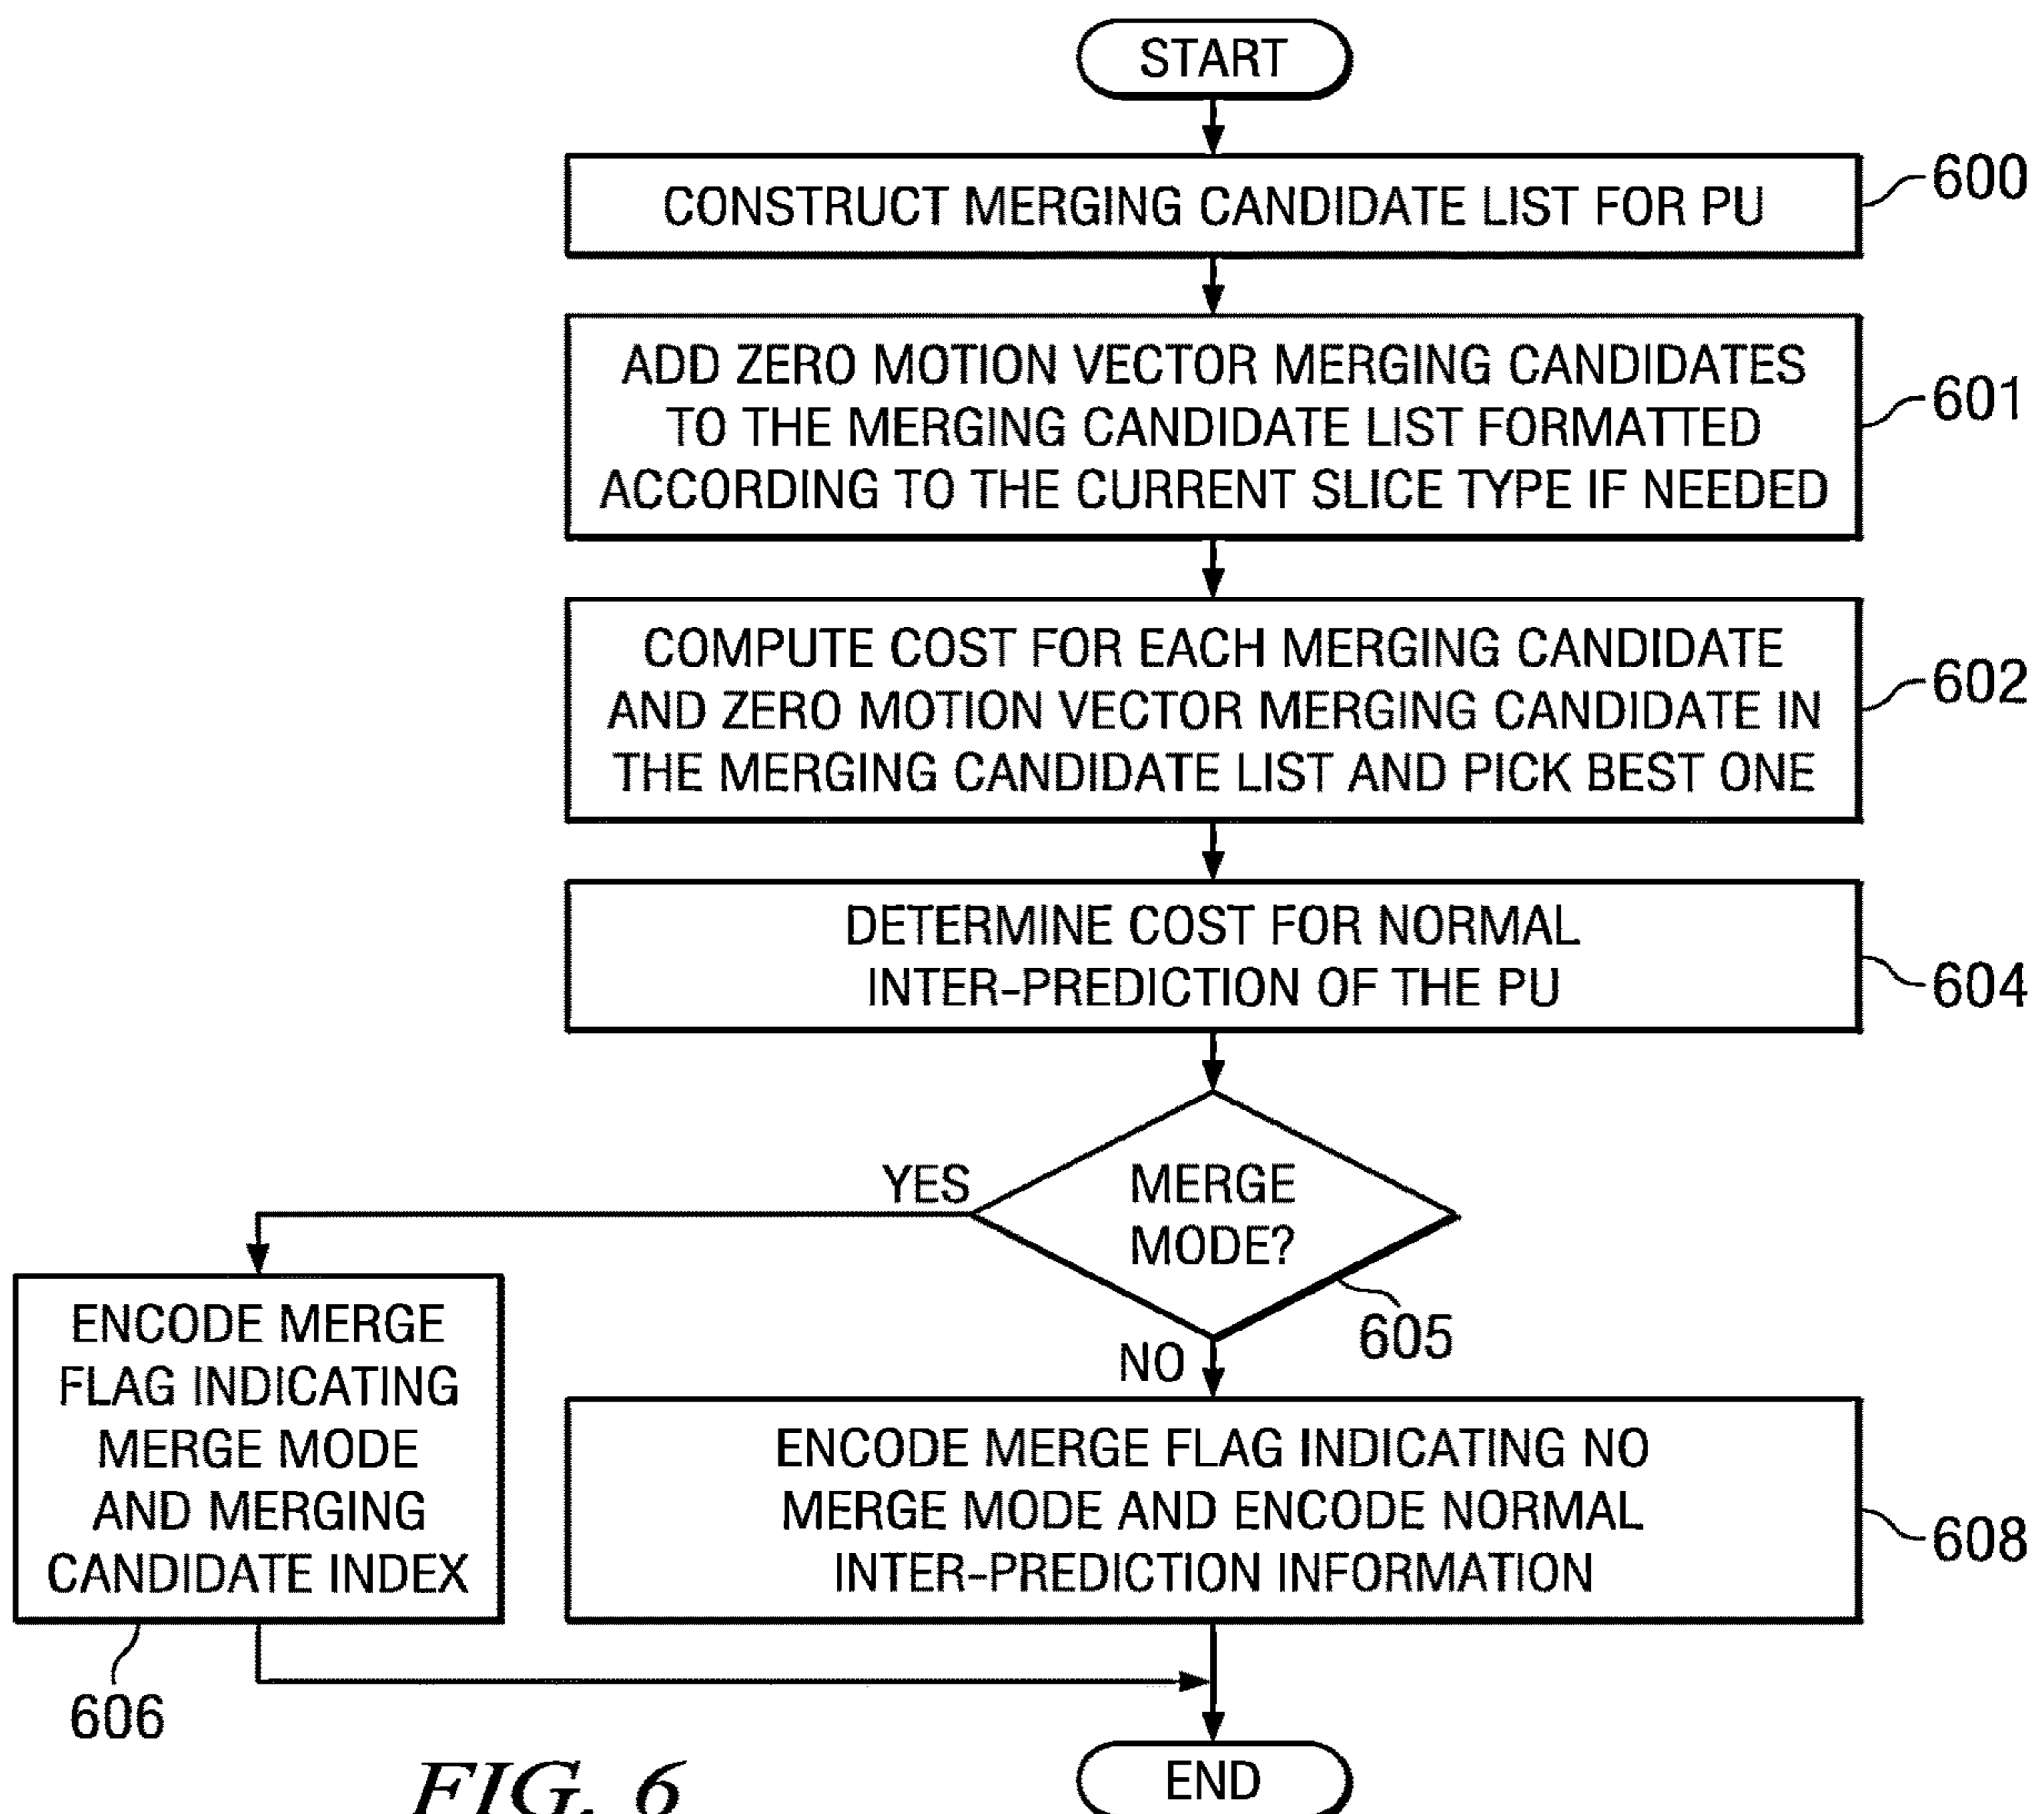 START
CONSTRUCT MERGING CANDIDATE LIST FOR PU
600
ADD ZERO MOTION VECTOR MERGING CANDIDATES
TO THE MERGING CANDIDATE LIST FORMATTED
ACCORDING TO THE CURRENT SLICE TYPE IF NEEDED
601
COMPUTE COST FOR EACH MERGING CANDIDATE
AND ZERO MOTION VECTOR MERGING CANDIDATE IN
THE MERGING CANDIDATE LIST AND PICK BEST ONE
602
DETERMINE COST FOR NORMAL
INTER-PREDICTION OF THE PU
604
YES
MERGE
MODE?
605
NO
ENCODE MERGE
FLAG INDICATING
MERGE MODE
AND MERGING
CANDIDATE INDEX
606
ENCODE MERGE FLAG INDICATING NO
MERGE MODE AND ENCODE NORMAL
INTER-PREDICTION INFORMATION
608
END
FIG. 6